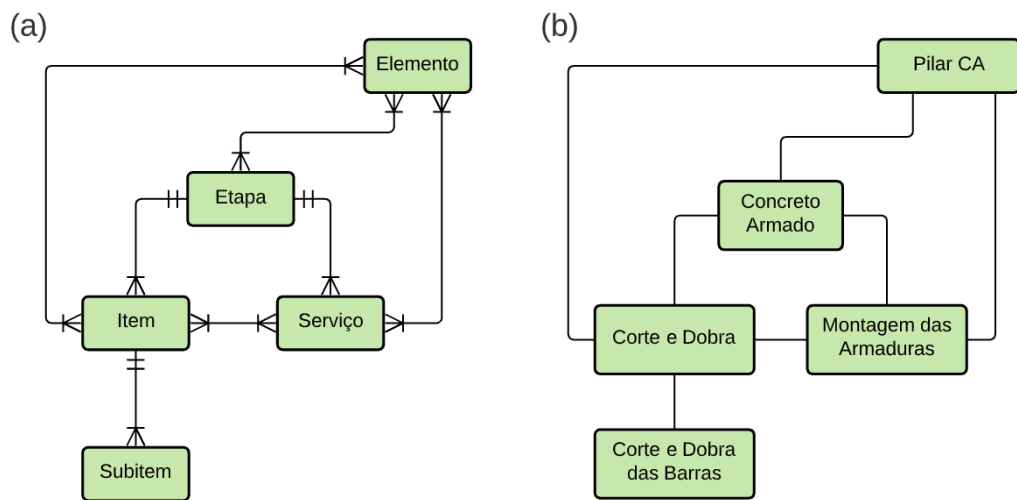 (a)
Elemento
Etapa
Item
Serviço
Subitem
(b)
Pilar CA
Concreto
Armado
Corte e Dobra
Montagem das
Armaduras
Corte e Dobra
das Barras